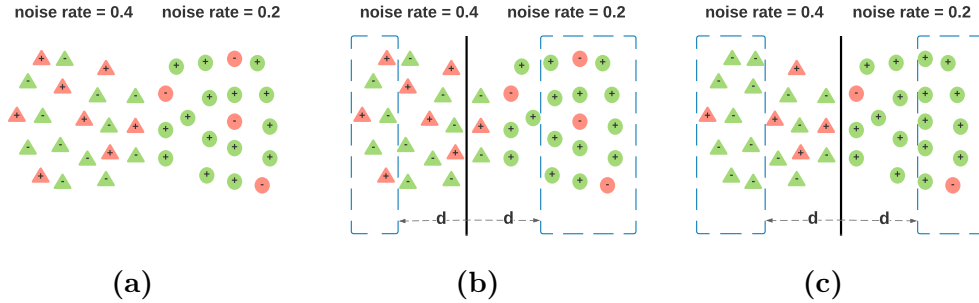 noise rate = 0.4 noise rate = 0.2
noise rate = 0.4 noise rate = 0.2
noise rate = 0.4 noise rate = 0.2
d d
d d
(a)
(b)
(c)